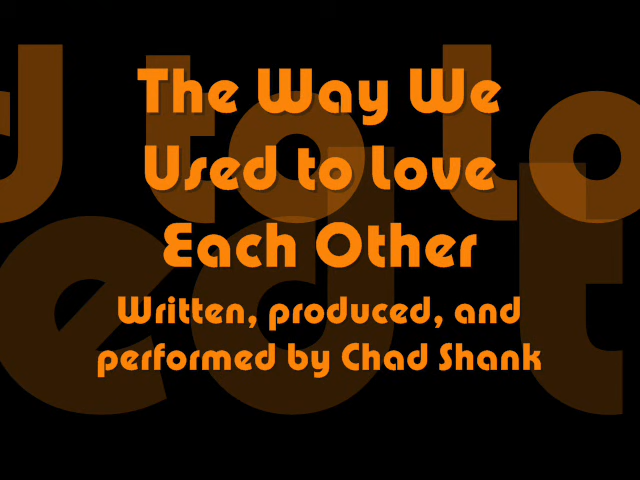 The Way We
Used to Love
Each Other
Written, produced, and
performed by Chad Shank